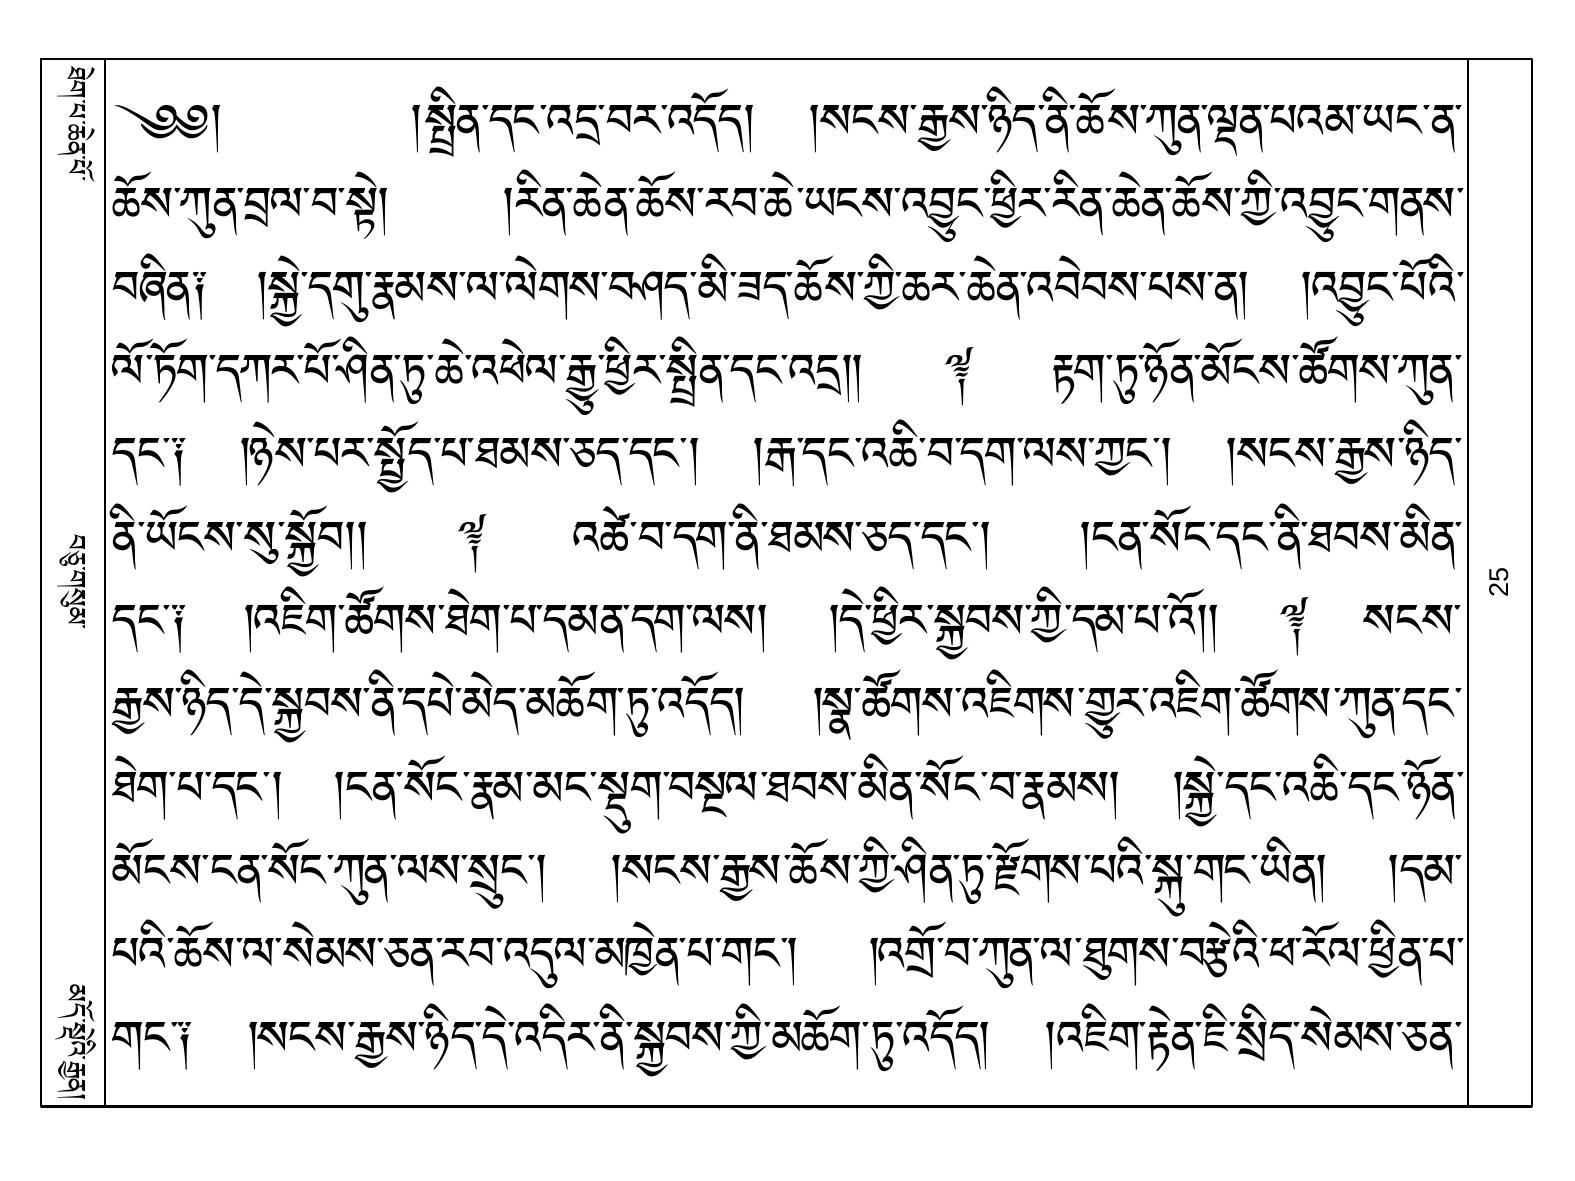 ༄༅། །སྤྲིན་དང་འདྲ་བར་འདོད། །སངས་རྒྱས་ཉིད་ནི་ཆོས་ཀུན་ལྡན་པའམ་ཡང་ན་
ཆོས་ཀུན་བྲལ་བ་སྟེ། །རིན་ཆེན་ཆོས་རབ་ཆེ་ཡངས་འབྱུང་ཕྱིར་རིན་ཆེན་ཆོས་ཀྱི་འབྱུང་གནས་
བཞིན༑ །སྐྱེ་དགུ་རྣམས་ལ་ལེགས་བཤད་མི་ཟད་ཆོས་ཀྱི་ཆར་ཆེན་འབེབས་པས་ན། །འབྱུང་པོའི་
ལོ་ཏོག་དཀར་པོ་ཤིན་ཏུ་ཆེ་འཕེལ་རྒྱུ་ཕྱིར་སྤྲིན་དང་འདྲ།། ༈ རྟག་ཏུ་ཉོན་མོངས་ཚོགས་ཀུན་
དང་༑ །ཉེས་པར་སྤྱོད་པ་ཐམས་ཅད་དང་། །རྒ་དང་འཆི་བ་དག་ལས་ཀྱང་། །སངས་རྒྱས་ཉིད་
ནི་ཡོངས་སུ་སྐྱོབ།། ༈ འཚེ་བ་དག་ནི་ཐམས་ཅད་དང་། །ངན་སོང་དང་ནི་ཐབས་མིན་
དང་༑ །འཇིག་ཚོགས་ཐེག་པ་དམན་དག་ལས། །དེ་ཕྱིར་སྐྱབས་ཀྱི་དམ་པ་འོ།། ༈ སངས་
རྒྱས་ཉིད་དེ་སྐྱབས་ནི་དཔེ་མེད་མཆོག་ཏུ་འདོད། །སྣ་ཚོགས་འཇིགས་གྱུར་འཇིག་ཚོགས་ཀུན་དང་
ཐེག་པ་དང་། །ངན་སོང་རྣམ་མང་སྡུག་བསྔལ་ཐབས་མིན་སོང་བ་རྣམས། །སྐྱེ་དང་འཆི་དང་ཉོན་
མོངས་ངན་སོང་ཀུན་ལས་སྲུང་། །སངས་རྒྱས་ཆོས་ཀྱི་ཤིན་ཏུ་རྫོགས་པའི་སྐུ་གང་ཡིན། །དམ་
པའི་ཆོས་ལ་སེམས་ཅན་རབ་འདུལ་མཁྱེན་པ་གང་། །འགྲོ་བ་ཀུན་ལ་ཐུགས་བརྩེའི་ཕ་རོལ་ཕྱིན་པ་
གང་༑ །སངས་རྒྱས་ཉིད་དེ་འདིར་ནི་སྐྱབས་ཀྱི་མཆོག་ཏུ་འདོད། །འཇིག་རྟེན་ཇི་སྲིད་སེམས་ཅན་
ཐེག་པ་ཆེན་པོ་
བཅུ་གསུམ་
མདོ་སྡེའི་རྒྱན།
25